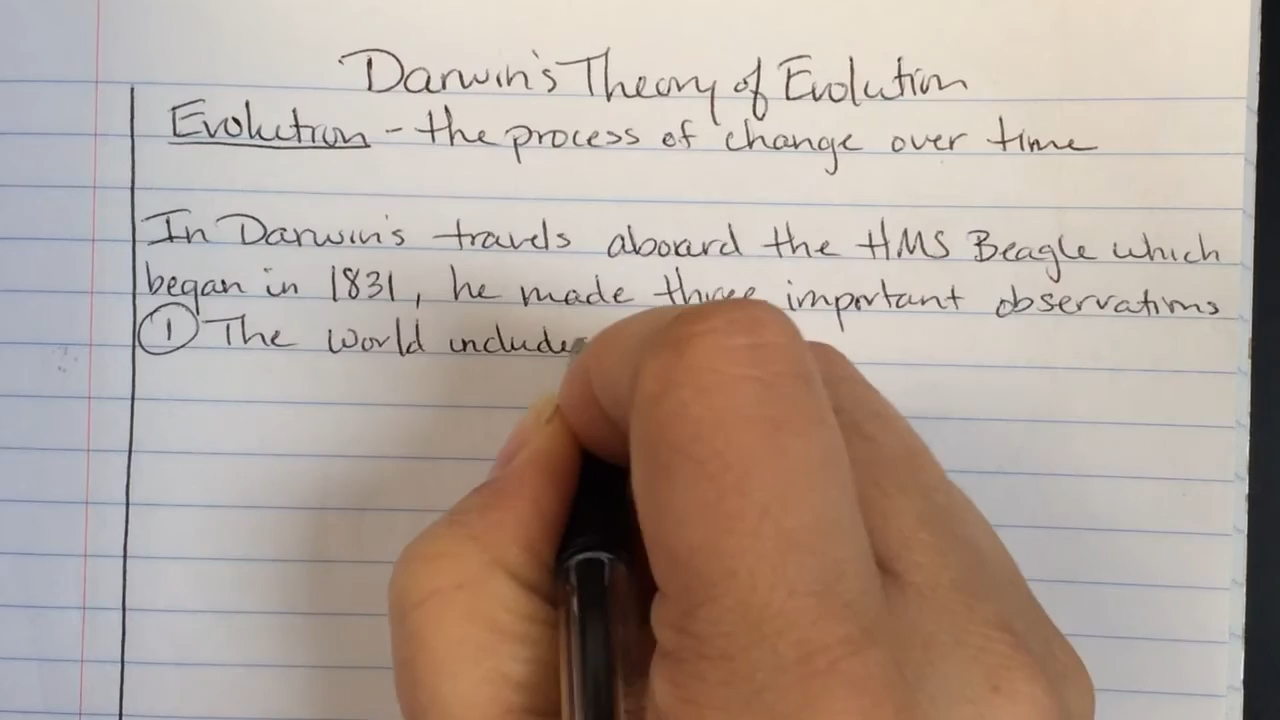 Darwin's Theory of Evolution
Evolution - the process of change over time
In Darwin's travels aboard the HMS Beagle which
began in 1831, he made three important observations
① The world includes